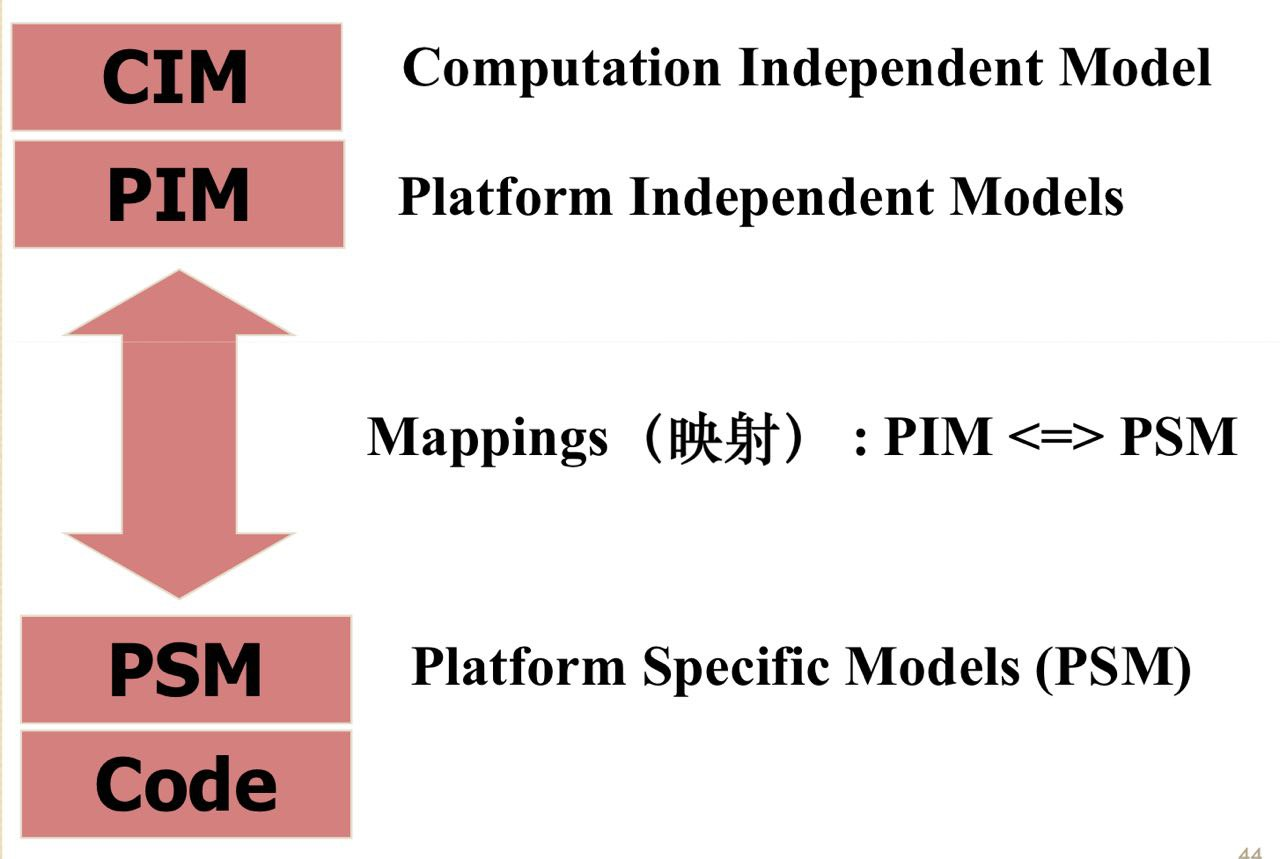 CIM
Computation Independent Model
PIM
Platform Independent Models
Mappings（映射）: PIM <=> PSM
PSM
Platform Specific Models (PSM)
Code
44